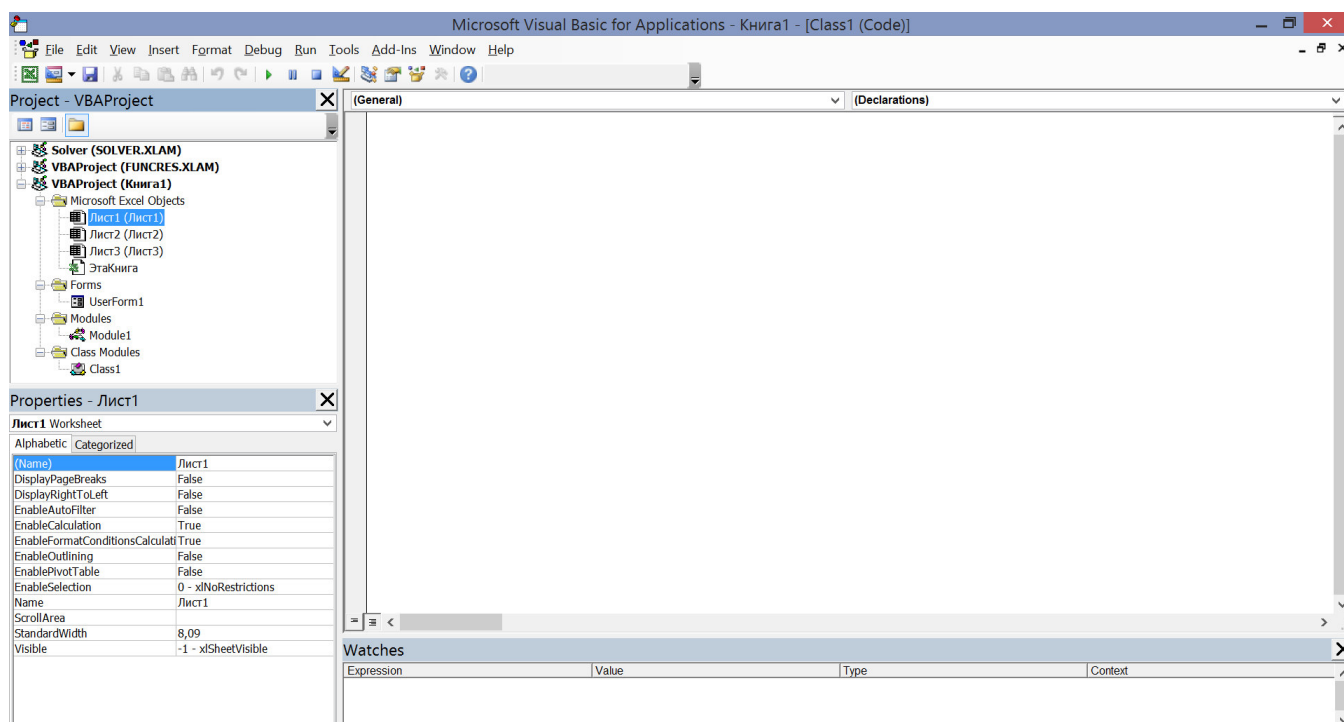 Microsoft Visual Basic for Applications - Книга1 - [Class1 (Code)]
File Edit View Insert Format Debug Run Tools Add-Ins Window Help
Project - VBAProject
(General) (Declarations)
Solver (SOLVER.XLAM)
VBAProject (FUNCRES.XLAM)
VBAProject (Книга1)
Microsoft Excel Objects
Лист1 (Лист1)
Лист2 (Лист2)
Лист3 (Лист3)
ЭтаКнига
Forms
UserForm1
Modules
Module1
Class Modules
Class1
Properties - Лист1
Лист1 Worksheet
Alphabetic Categorized
(Name) Лист1
DisplayPageBreaks False
DisplayRightToLeft False
EnableAutoFilter False
EnableCalculation True
EnableFormatConditionsCalculati True
EnableOutlining False
EnablePivotTable False
EnableSelection 0 - xlNoRestrictions
Name Лист1
ScrollArea
StandardWidth 8,09
Visible -1 - xlSheetVisible
Watches
Expression Value Type Context